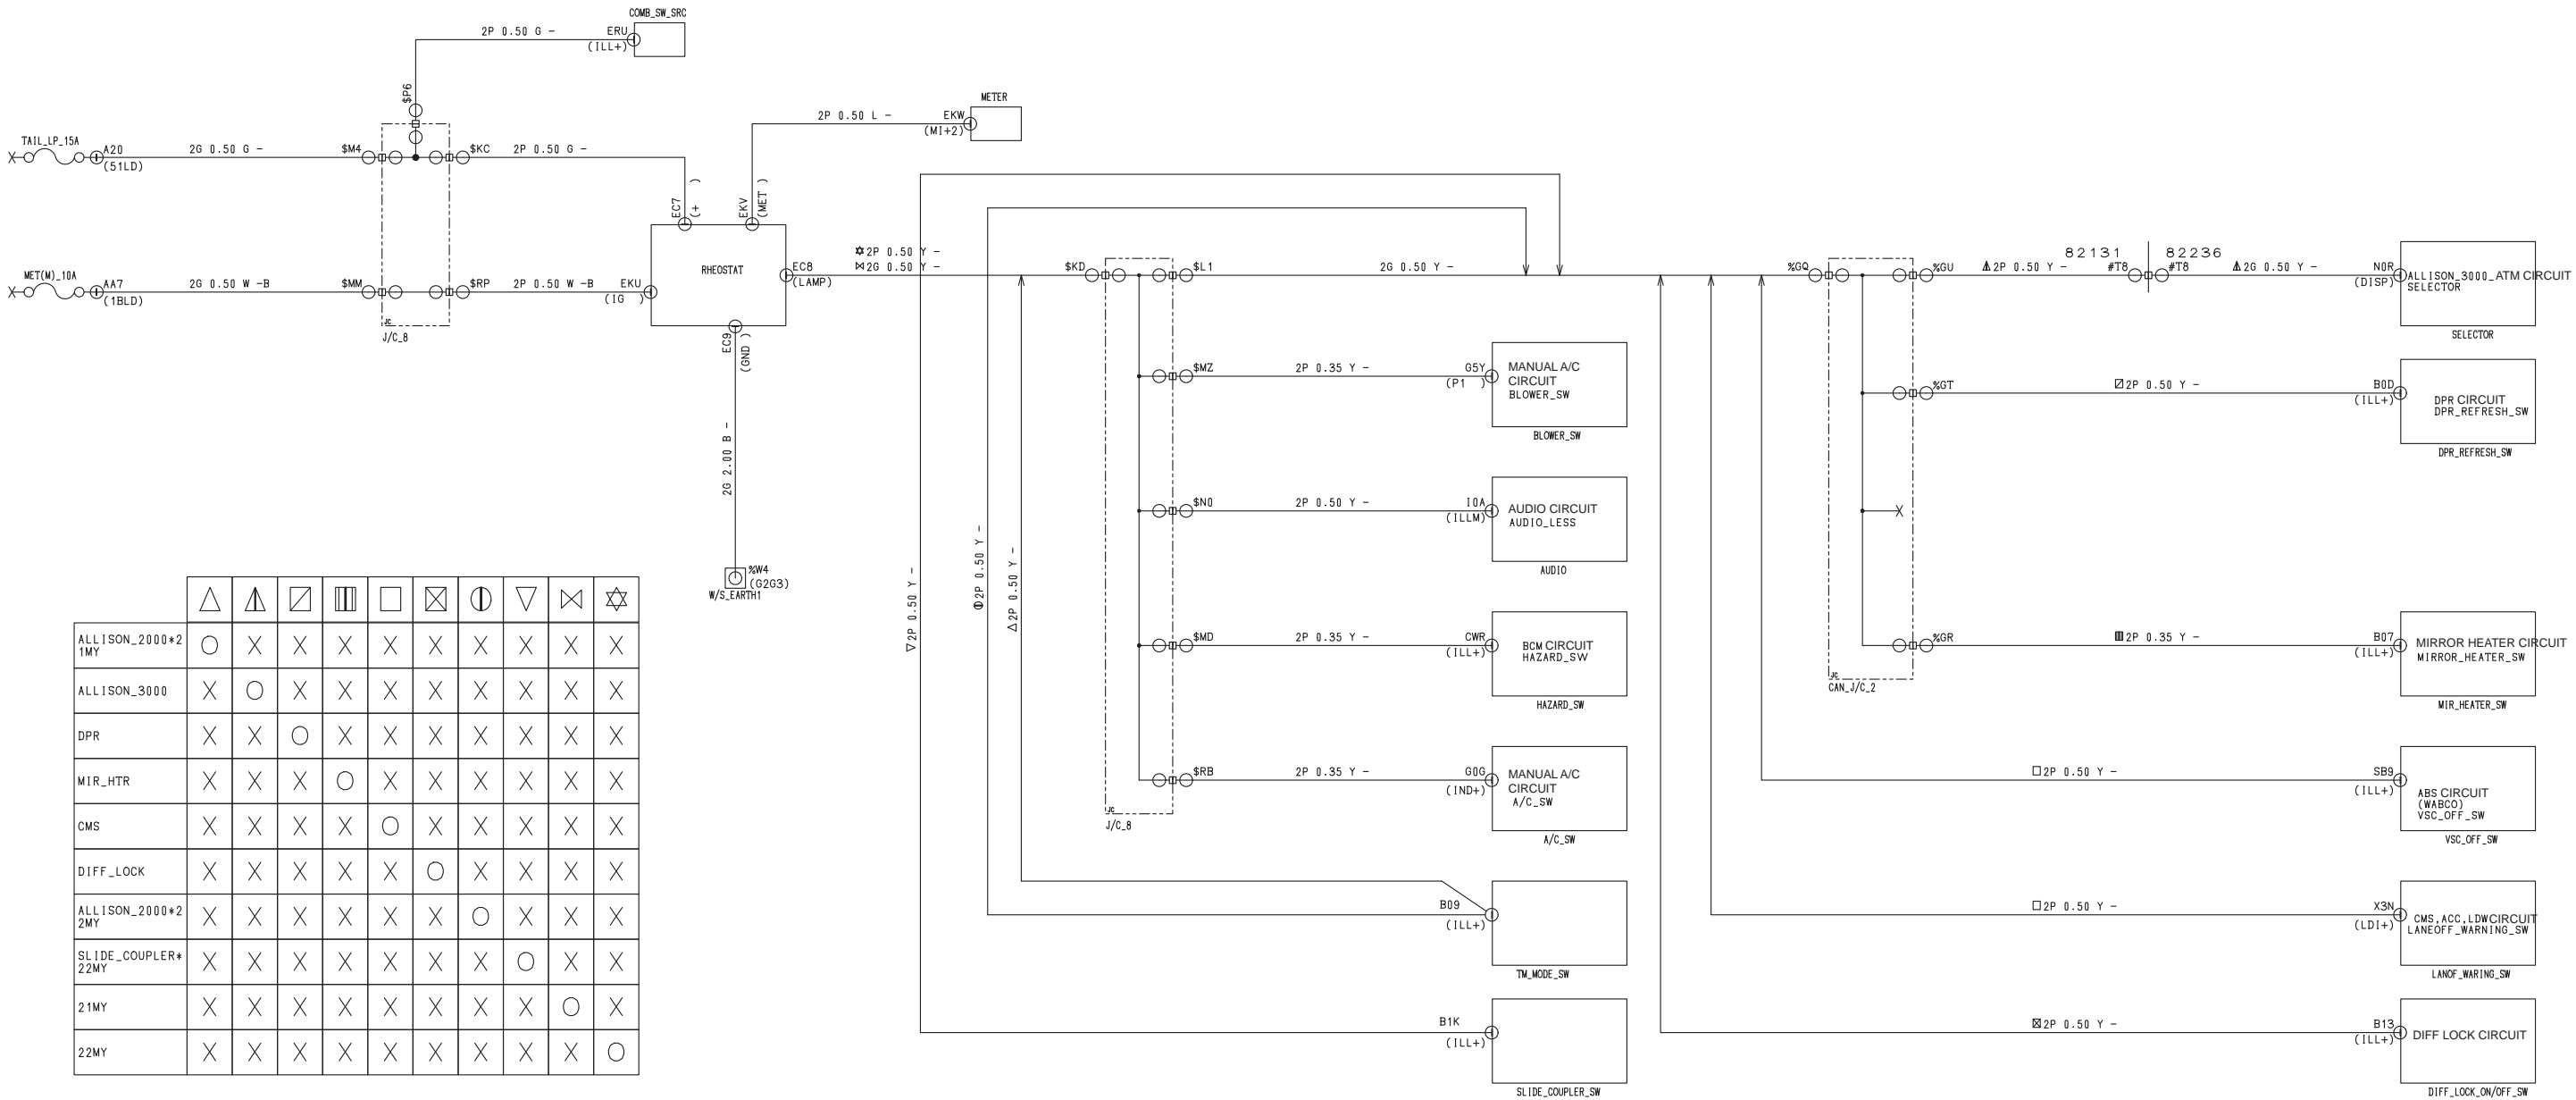 COMB_SW_SRC
2P 0.50 G - ERU
(ILL+)
$P6
METER
2P 0.50 L - EKW
(MI+2)
TAIL_LP_15A
A20 2G 0.50 G - $M4 $KC 2P 0.50 G -
(51LD)
EC7
(+ )
EKV
(MET )
MET(M)_10A
AA7 2G 0.50 W -B $MM $RP 2P 0.50 W -B EKU
(1BLD) (IG )
JC
J/C_8
RHEOSTAT
EC8
(LAMP)
EC9
(GND )
2G 2.00 B -
%W4
(G2G3)
W/S_EARTH1
✡2P 0.50 Y -
⋈2G 0.50 Y - $KD $L1 2G 0.50 Y -
▽2P 0.50 Y -
⦶2P 0.50 Y -
△2P 0.50 Y -
$MZ 2P 0.35 Y - G5Y
(P1 )
MANUAL A/C
CIRCUIT
BLOWER_SW
BLOWER_SW
$N0 2P 0.50 Y - I0A
(ILLM)
AUDIO CIRCUIT
AUDIO_LESS
AUDIO
$MD 2P 0.35 Y - CWR
(ILL+)
BCM CIRCUIT
HAZARD_SW
HAZARD_SW
$RB 2P 0.35 Y - G0G
(IND+)
MANUAL A/C
CIRCUIT
A/C_SW
A/C_SW
JC
J/C_8
B09
(ILL+)
TM_MODE_SW
B1K
(ILL+)
SLIDE_COUPLER_SW
%GQ %GU ◮2P 0.50 Y - #T8 #T8 ◮2G 0.50 Y - N0R
82131 82236
(DISP)
ALLISON_3000_ATM CIRCUIT
SELECTOR
SELECTOR
%GT ⧄2P 0.50 Y - B0D
(ILL+)
DPR CIRCUIT
DPR_REFRESH_SW
DPR_REFRESH_SW
%GR ▥2P 0.35 Y - B07
(ILL+)
MIRROR HEATER CIRCUIT
MIRROR_HEATER_SW
MIR_HEATER_SW
JC
CAN_J/C_2
□2P 0.50 Y - SB9
(ILL+)
ABS CIRCUIT
(WABCO)
VSC_OFF_SW
VSC_OFF_SW
□2P 0.50 Y - X3N
(LDI+)
CMS,ACC,LDWCIRCUIT
LANEOFF_WARNING_SW
LANOF_WARING_SW
⊠2P 0.50 Y - B13
(ILL+)
DIFF LOCK CIRCUIT
DIFF_LOCK_ON/OFF_SW
△ ◮ ⧄ ▥ □ ⊠ ⦶ ▽ ⋈ ✡
ALLISON_2000*2
1MY
O X X X X X X X X X
ALLISON_3000 X O X X X X X X X X
DPR X X O X X X X X X X
MIR_HTR X X X O X X X X X X
CMS X X X X O X X X X X
DIFF_LOCK X X X X X O X X X X
ALLISON_2000*2
2MY
X X X X X X O X X X
SLIDE_COUPLER*
22MY
X X X X X X X O X X
21MY X X X X X X X X O X
22MY X X X X X X X X X O